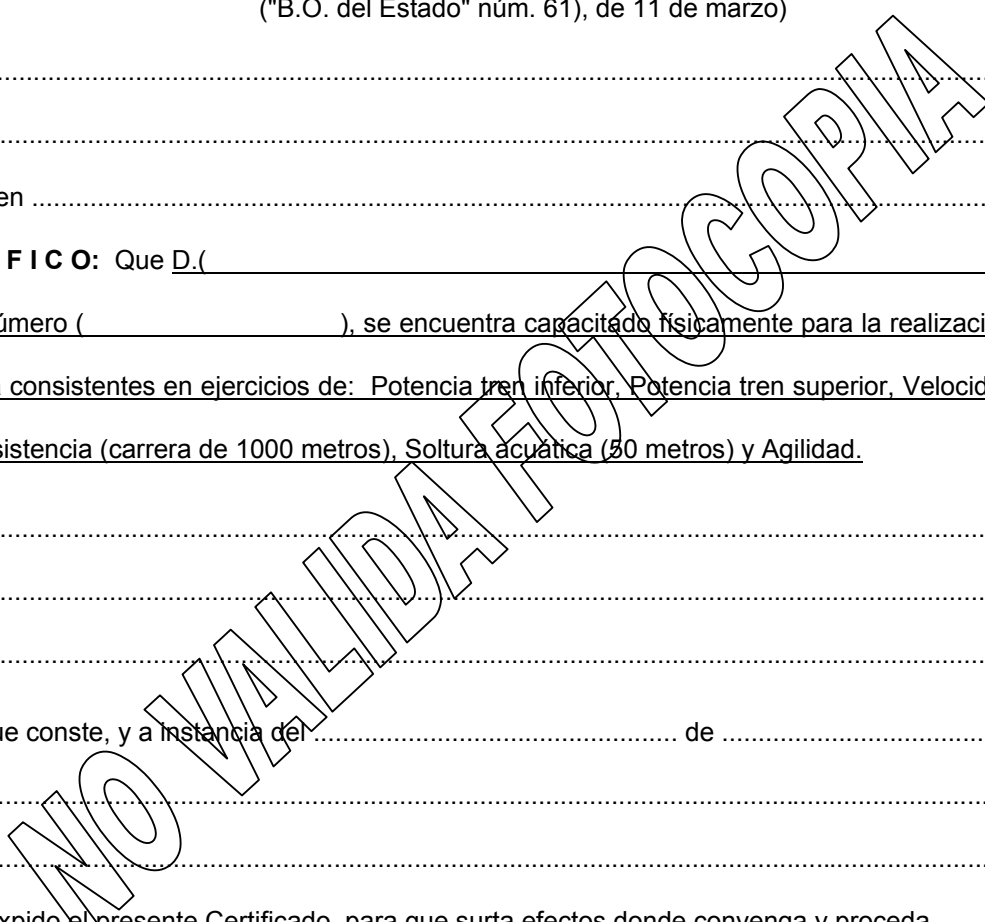 ("B.O. del Estado" núm. 61), de 11 de marzo)
................................................................
................................................................
en ................................................................
F I C O: Que D.(
úmero ( ), se encuentra capacitado físicamente para la realizaci
a consistentes en ejercicios de: Potencia tren inferior, Potencia tren superior, Velocid
sistencia (carrera de 1000 metros), Soltura acuática (50 metros) y Agilidad.
................................................................
................................................................
................................................................
ue conste, y a instancia del .................................................. de ....................................
................................................................
................................................................
xpido el presente Certificado, para que surta efectos donde convenga y proceda
NO VALIDA FOTOCOPIA